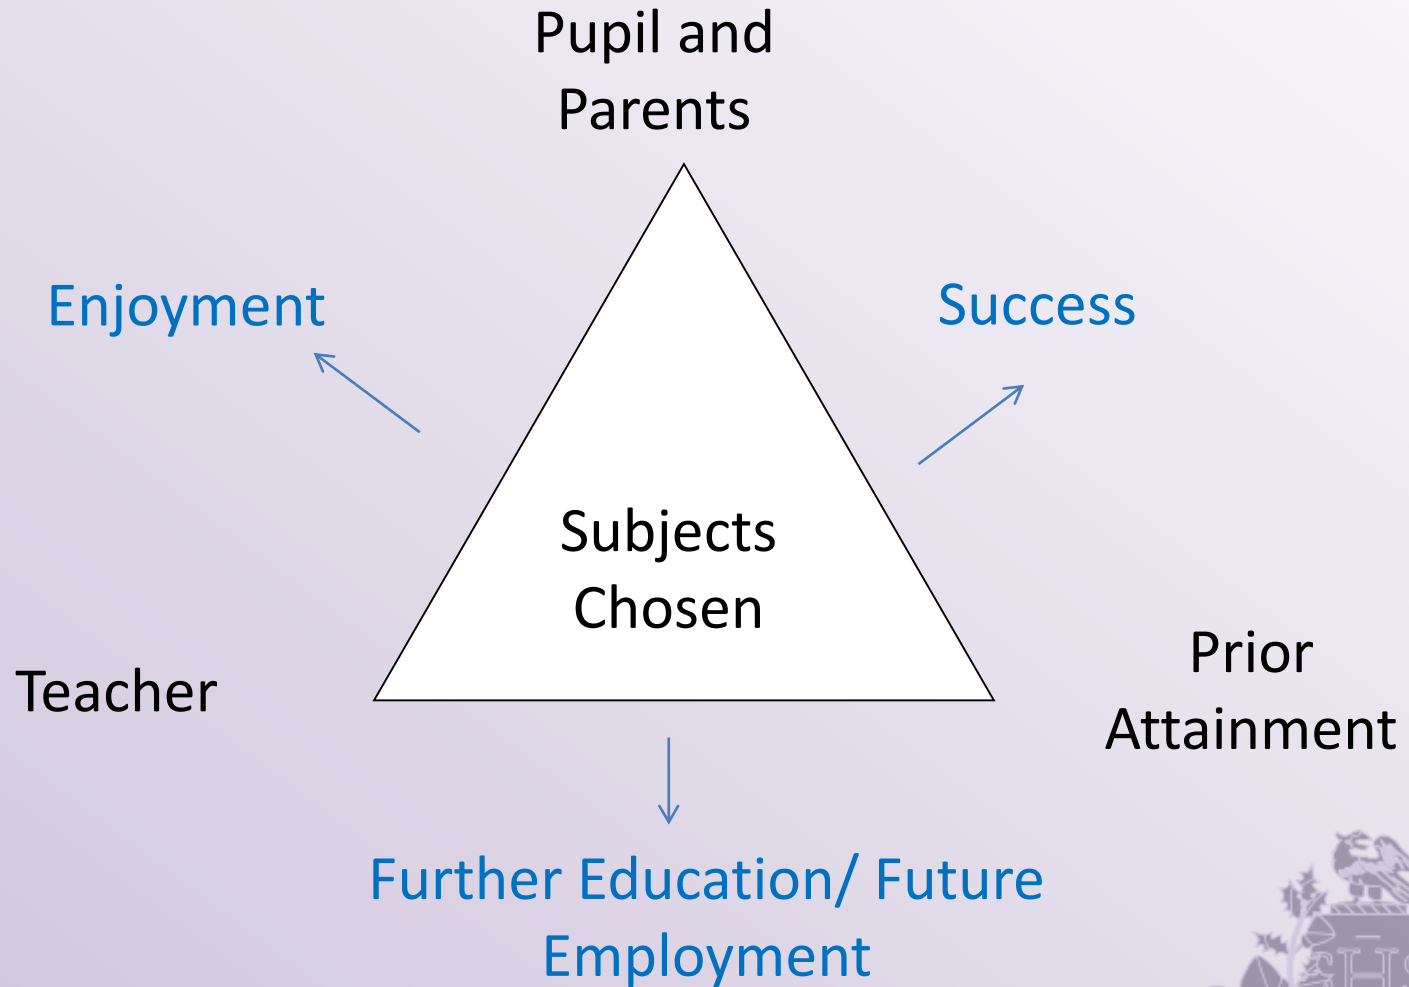 Pupil and
Parents
Enjoyment
Success
Subjects
Chosen
Teacher
Prior
Attainment
Further Education/ Future
Employment